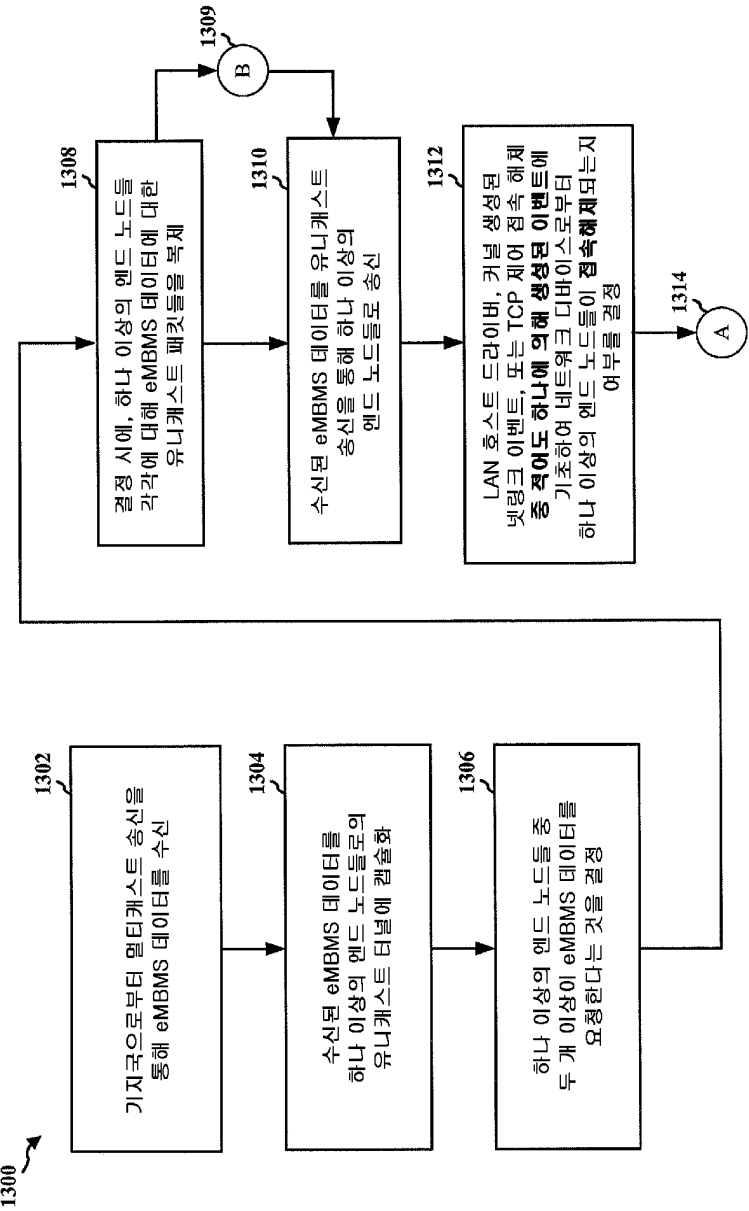 1300
1302
기지국으로부터 멀티캐스트 송신을
통해 eMBMS 데이터를 수신
1304
수신된 eMBMS 데이터를
하나 이상의 엔드 노드들로의
유니캐스트 터널에 캡슐화
1306
하나 이상의 엔드 노드들 중
두 개 이상이 eMBMS 데이터를
요청한다는 것을 결정
1308
결정 시에, 하나 이상의 엔드 노드들
각각에 대해 eMBMS 데이터에 대한
유니캐스트 패킷들을 복제
1309
B
1310
수신된 eMBMS 데이터를 유니캐스트
송신을 통해 하나 이상의
엔드 노드들로 송신
1312
LAN 호스트 드라이버, 커널 생성된
넷링크 이벤트, 또는 TCP 제어 접속 해제
중 적어도 하나에 의해 생성된 이벤트에
기초하여 네트워크 디바이스로부터
하나 이상의 엔드 노드들이 접속해제되는지
여부를 결정
1314
A